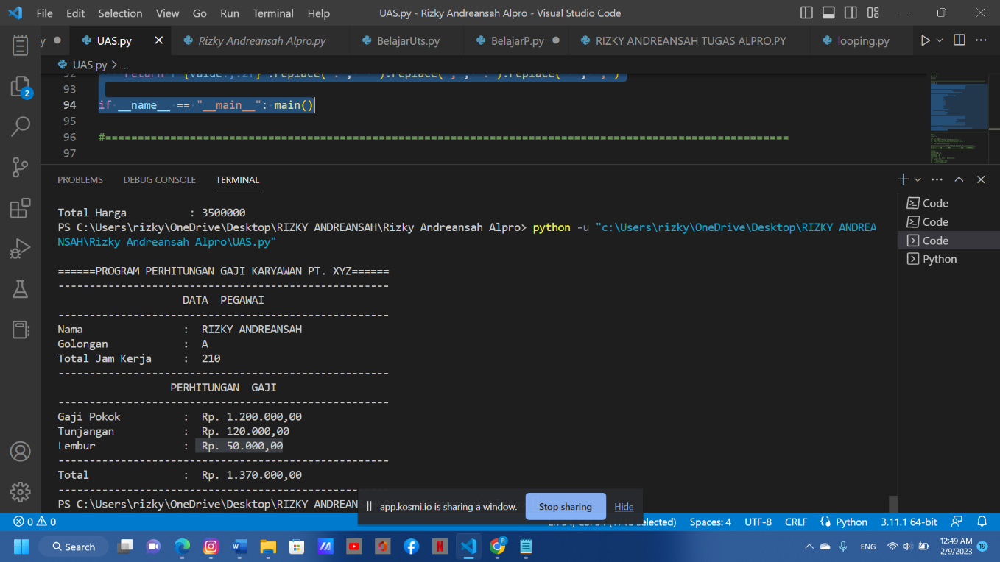 File Edit Selection View Go Run Terminal Help UAS.py - Rizky Andreansah Alpro - Visual Studio Code
y UAS.py Rizky Andreansah Alpro.py BelajarUts.py BelajarP.py RIZKY ANDREANSAH TUGAS ALPRO.PY looping.py
UAS.py > ...
93
94 if __name__ == "__main__": main()
95
96 #==============================================================================================================
97
2
PROBLEMS DEBUG CONSOLE TERMINAL
Total Harga : 3500000
PS C:\Users\rizky\OneDrive\Desktop\RIZKY ANDREANSAH\Rizky Andreansah Alpro> python -u "c:\Users\rizky\OneDrive\Desktop\RIZKY ANDREA
NSAH\Rizky Andreansah Alpro\UAS.py"
======PROGRAM PERHITUNGAN GAJI KARYAWAN PT. XYZ======
-----------------------------------------------------
DATA PEGAWAI
-----------------------------------------------------
Nama : RIZKY ANDREANSAH
Golongan : A
Total Jam Kerja : 210
-----------------------------------------------------
PERHITUNGAN GAJI
-----------------------------------------------------
Gaji Pokok : Rp. 1.200.000,00
Tunjangan : Rp. 120.000,00
Lembur : Rp. 50.000,00
-----------------------------------------------------
Total : Rp. 1.370.000,00
-----------------------------------------------------
PS C:\Users\rizky\OneDrive\Desktop\RIZKY ANDREAN
Code
Code
Code
Python
app.kosmi.io is sharing a window. Stop sharing Hide
0 0 selected) Spaces: 4 UTF-8 CRLF Python 3.11.1 64-bit
Search ENG 12:49 AM
2/9/2023 19